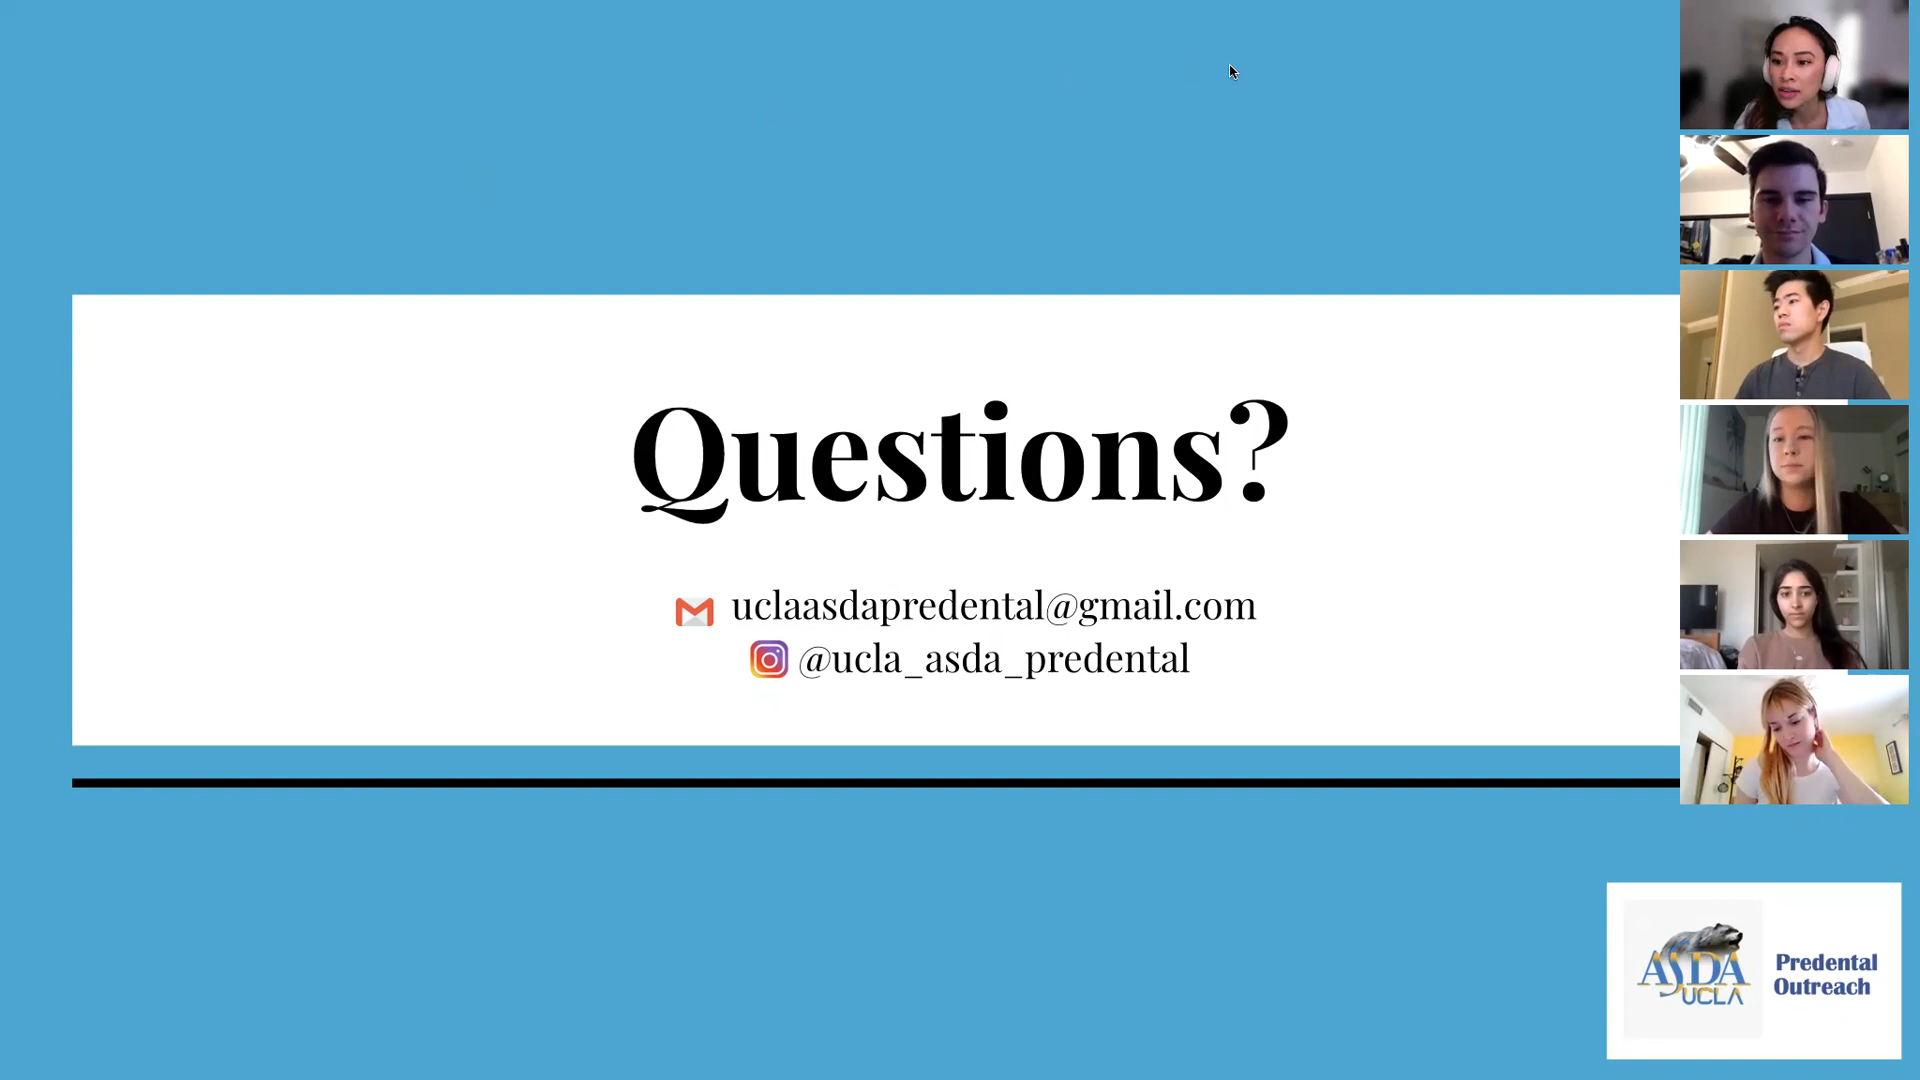 Questions?
uclaasdapredental@gmail.com
@ucla_asda_predental
ASDA
UCLA
Predental
Outreach